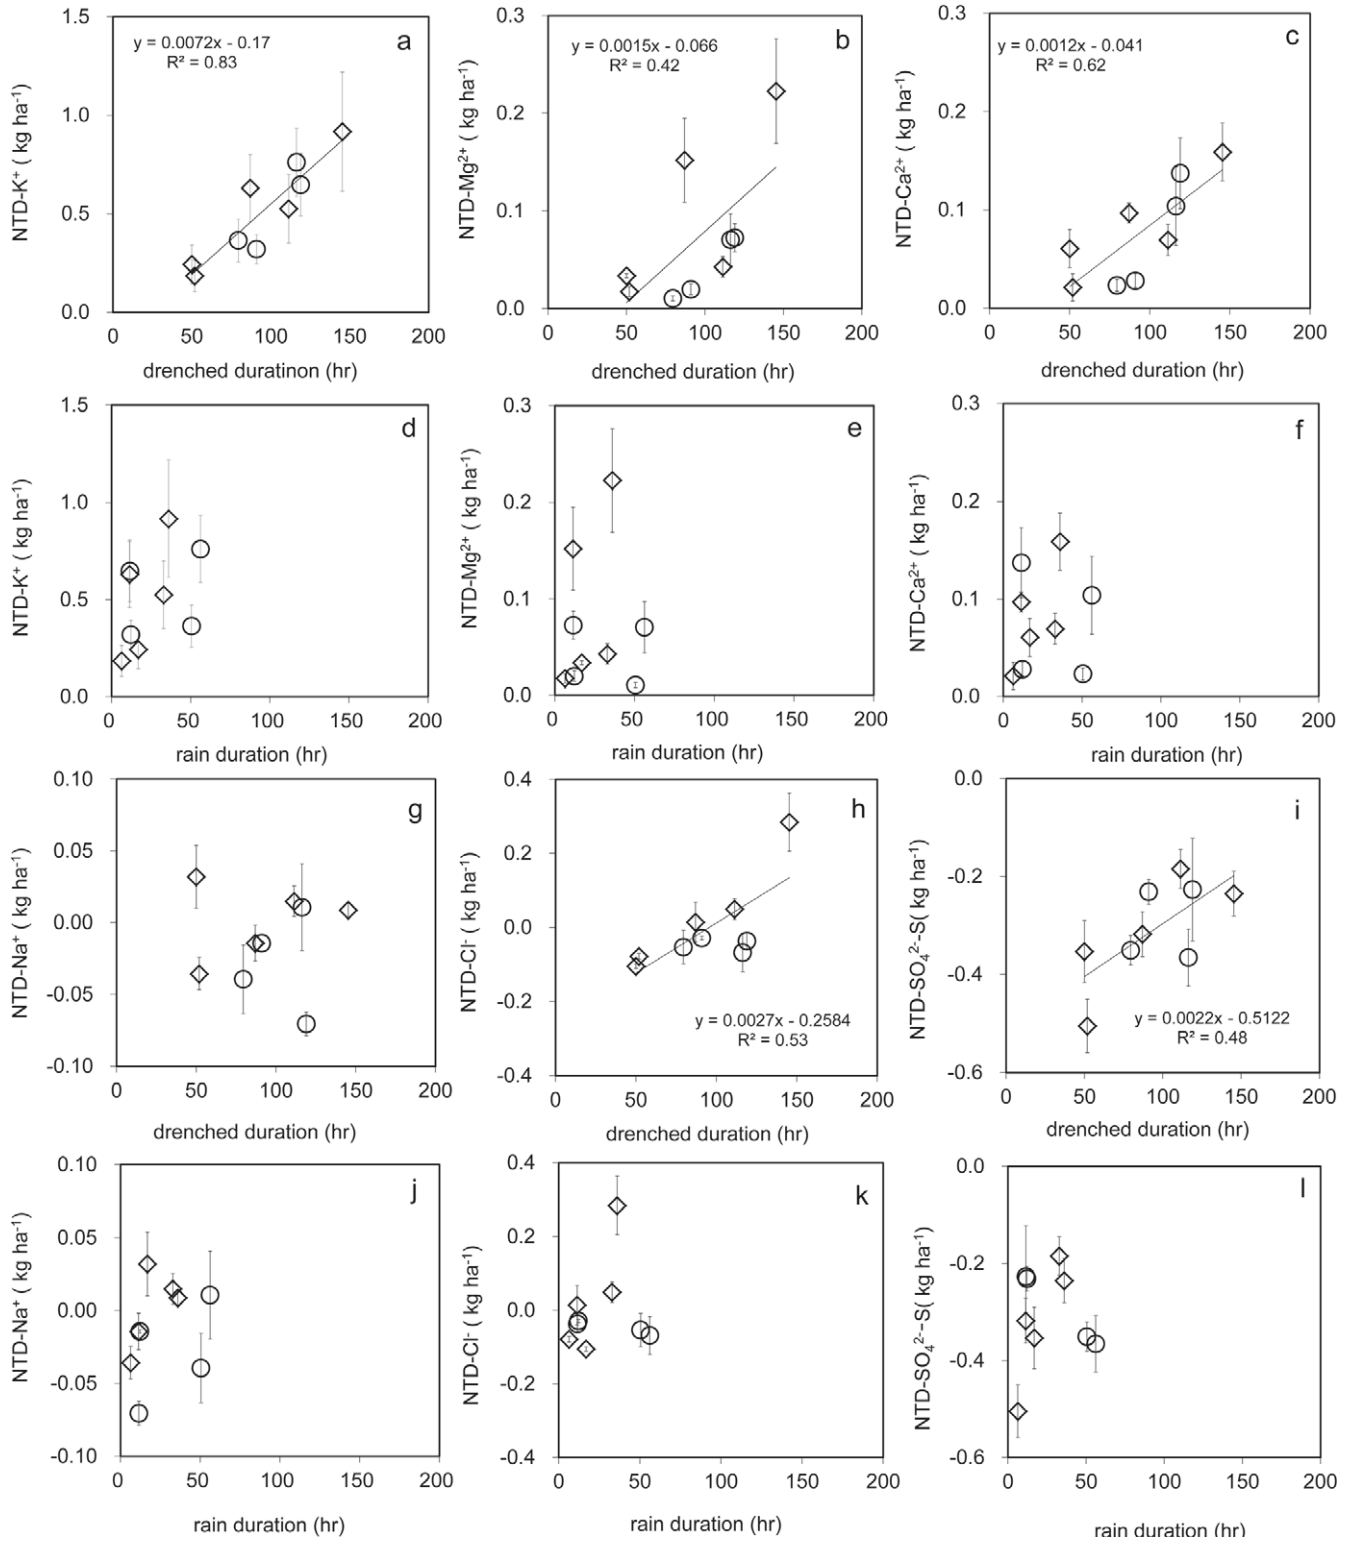 1.5
1.0
0.5
0.0
NTD-K⁺ ( kg ha⁻¹)
y = 0.0072x - 0.17
R² = 0.83
a
0 50 100 150 200
drenched duratinon (hr)
0.3
0.2
0.1
0.0
NTD-Mg²⁺ ( kg ha⁻¹)
y = 0.0015x - 0.066
R² = 0.42
b
0 50 100 150 200
drenched duration (hr)
0.3
0.2
0.1
0.0
NTD-Ca²⁺ ( kg ha⁻¹)
y = 0.0012x - 0.041
R² = 0.62
c
0 50 100 150 200
drenched duration (hr)
1.5
1.0
0.5
0.0
NTD-K⁺ ( kg ha⁻¹)
d
0 50 100 150 200
rain duration (hr)
0.3
0.2
0.1
0.0
NTD-Mg²⁺ ( kg ha⁻¹)
e
0 50 100 150 200
rain duration (hr)
0.3
0.2
0.1
0.0
NTD-Ca²⁺ ( kg ha⁻¹)
f
0 50 100 150 200
rain duration (hr)
0.10
0.05
0.00
-0.05
-0.10
NTD-Na⁺ ( kg ha⁻¹)
g
0 50 100 150 200
drenched duration (hr)
0.4
0.2
0.0
-0.2
-0.4
NTD-Cl⁻ ( kg ha⁻¹)
h
y = 0.0027x - 0.2584
R² = 0.53
0 50 100 150 200
drenched duration (hr)
0.0
-0.2
-0.4
-0.6
NTD-SO₄²⁻-S( kg ha⁻¹)
i
y = 0.0022x - 0.5122
R² = 0.48
0 50 100 150 200
drenched duration (hr)
0.10
0.05
0.00
-0.05
-0.10
NTD-Na⁺ ( kg ha⁻¹)
j
0 50 100 150 200
rain duration (hr)
0.4
0.2
0.0
-0.2
-0.4
NTD-Cl⁻ ( kg ha⁻¹)
k
0 50 100 150 200
rain duration (hr)
0.0
-0.2
-0.4
-0.6
NTD-SO₄²⁻-S( kg ha⁻¹)
l
0 50 100 150 200
rain duration (hr)